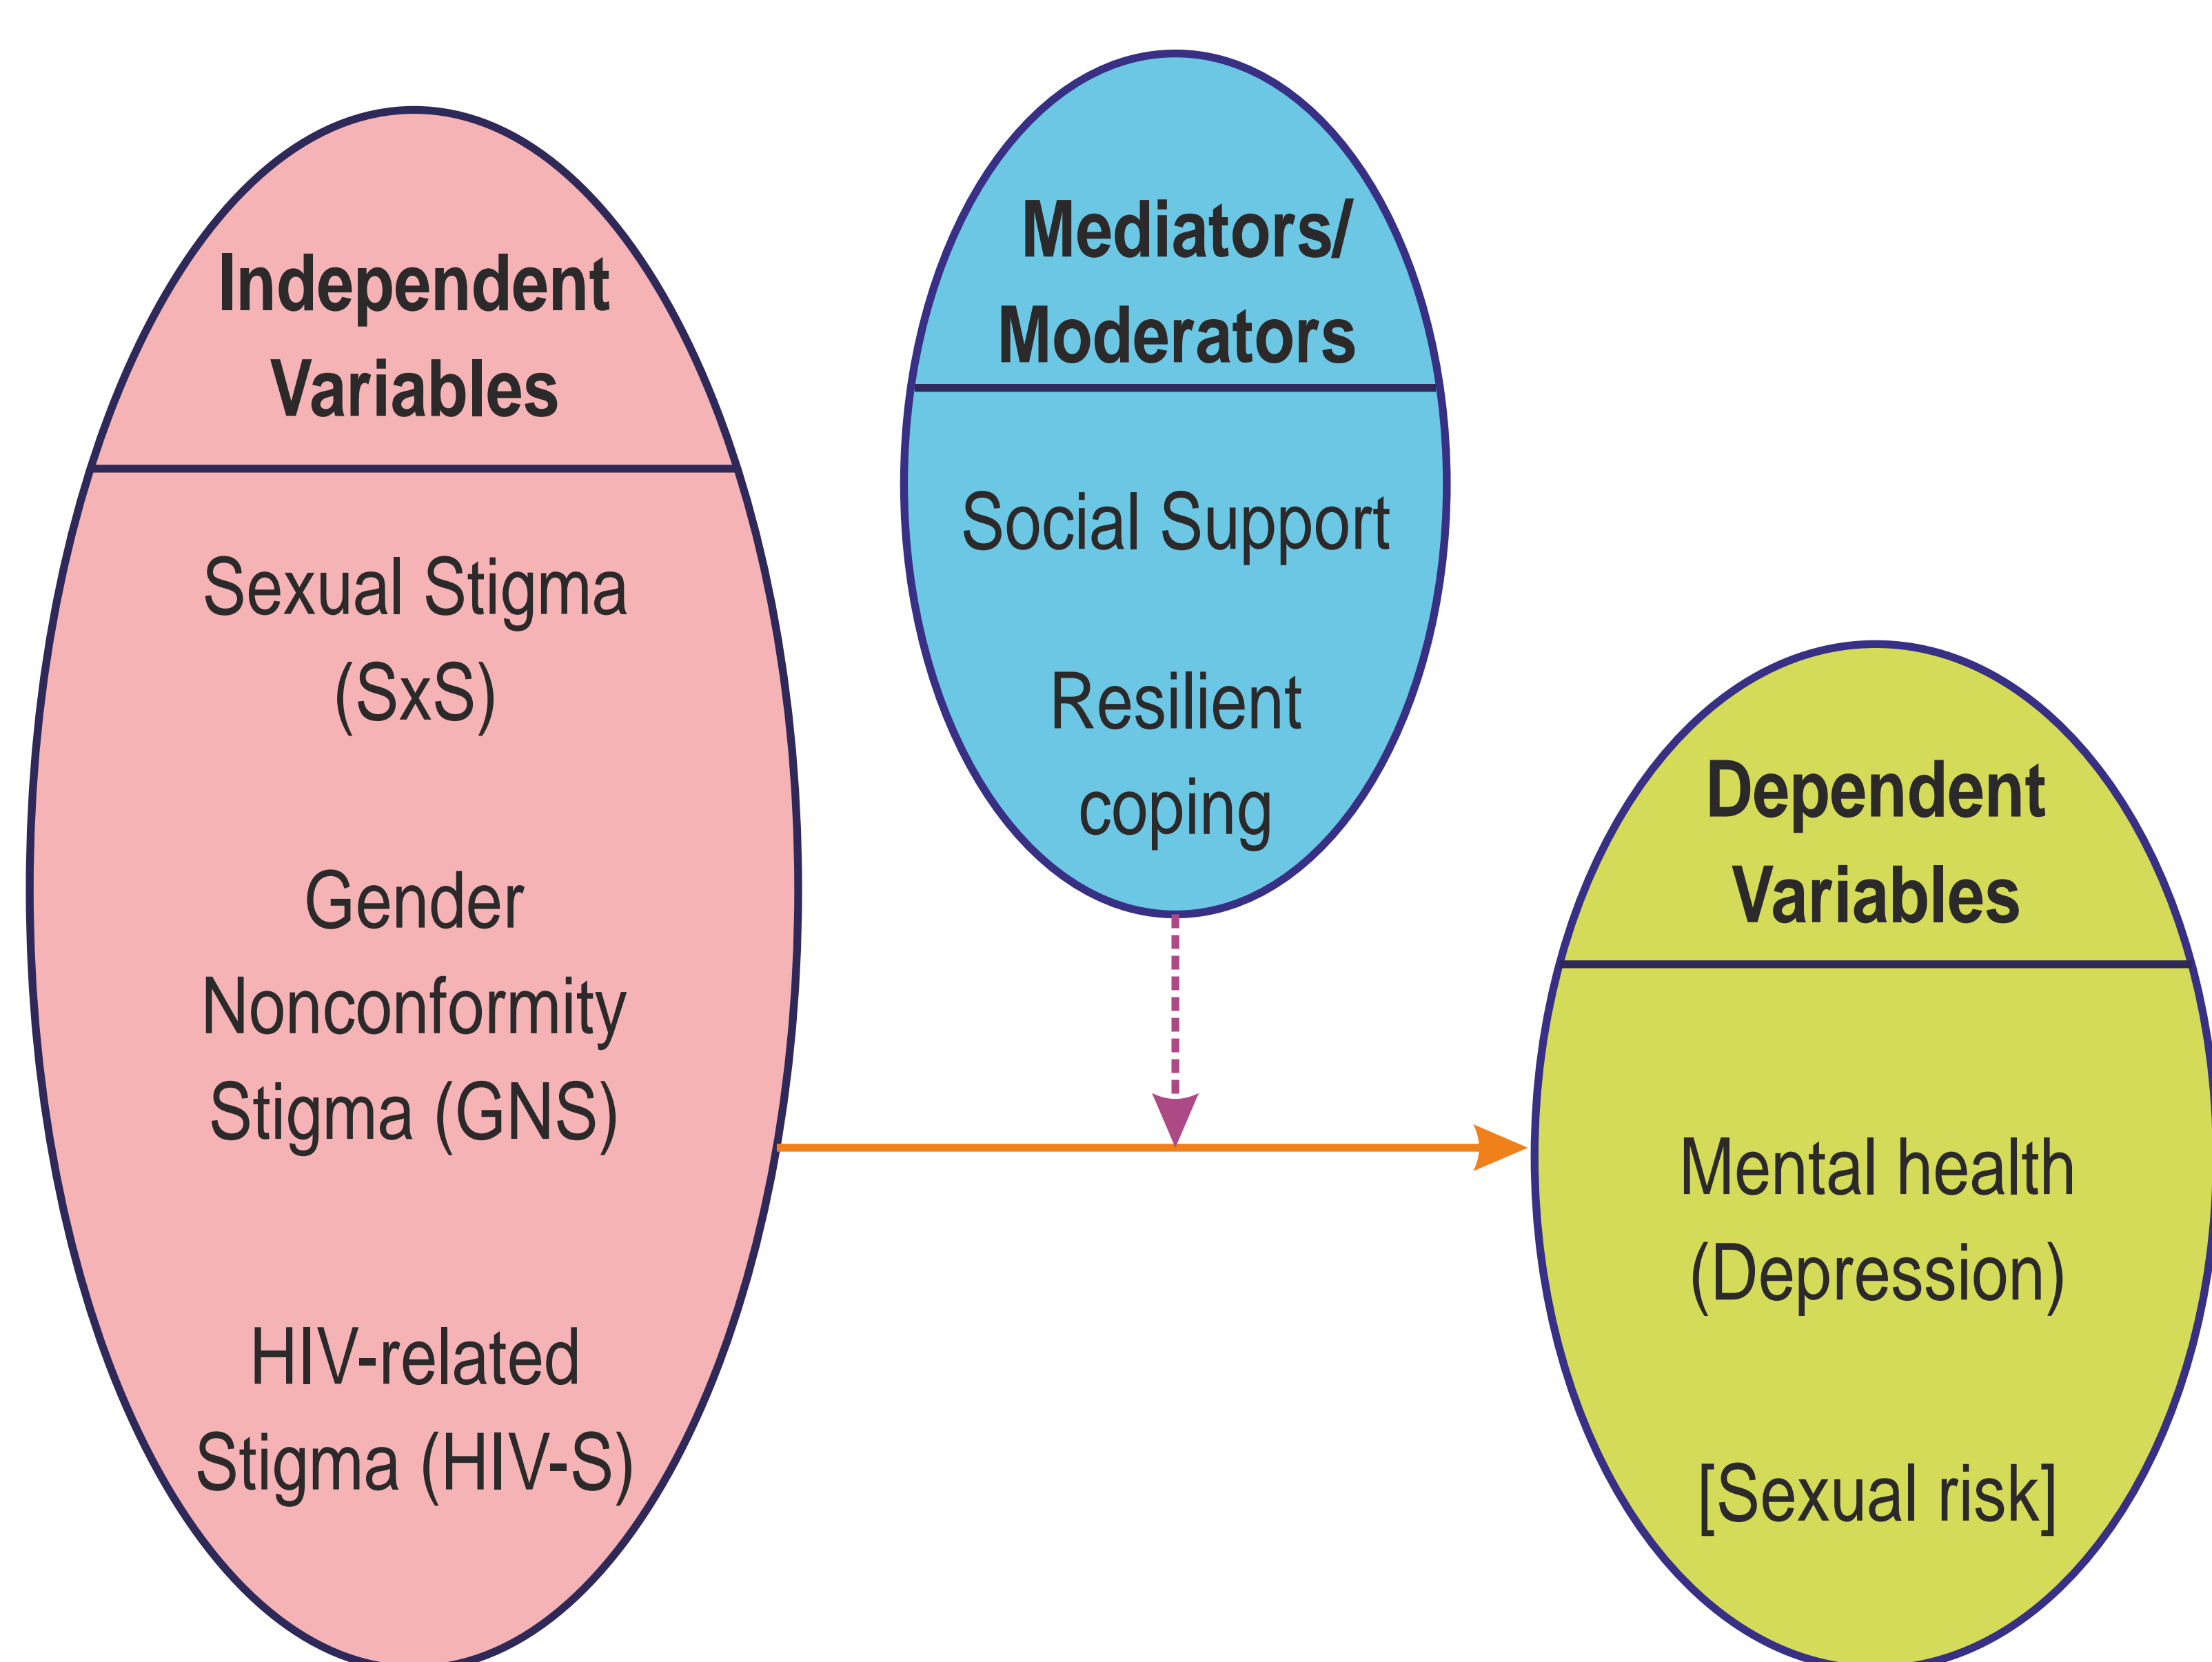 Independent
Variables
Sexual Stigma
(SxS)
Gender
Nonconformity
Stigma (GNS)
HIV-related
Stigma (HIV-S)
Mediators/
Moderators
Social Support
Resilient
coping
Dependent
Variables
Mental health
(Depression)
[Sexual risk]